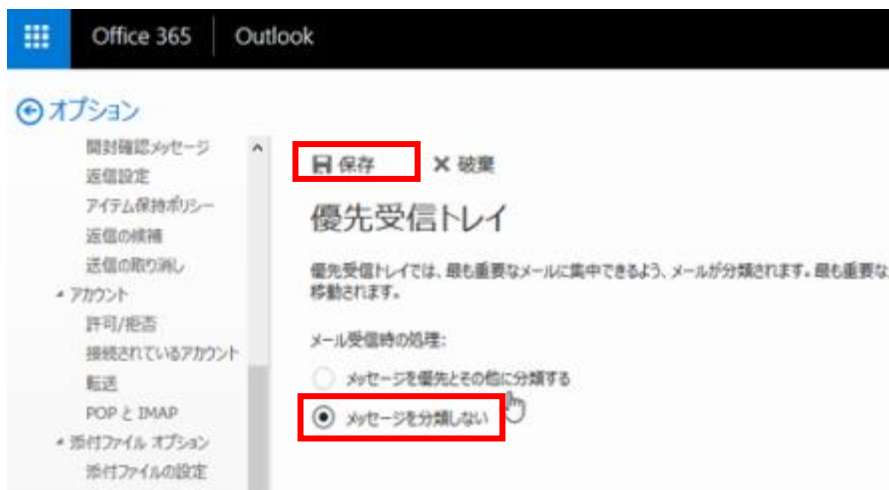 Office 365 Outlook
オプション
開封確認メッセージ
返信設定
アイテム保持ポリシー
返信の候補
送信の取り消し
アカウント
許可/拒否
接続されているアカウント
転送
POP と IMAP
添付ファイル オプション
添付ファイルの設定
保存 破棄
優先受信トレイ
優先受信トレイでは、最も重要なメールに集中できるよう、メールが分類されます。最も重要な
移動されます。
メール受信時の処理:
メッセージを優先とその他に分類する
メッセージを分類しない